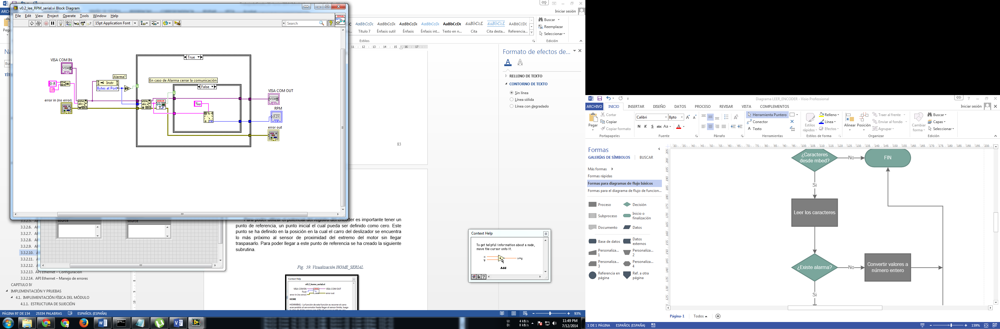 v0.2_lee_RPM_serial.vi Block Diagram
File Edit View Project Operate Tools Window Help
15pt Application Font
Search
SERIAL
RPM
VISA COM IN
Alarma?
True
0-R
Instr
Bytes at Port
En caso de Alarma cerrar la comunicación
False
VISA COM OUT
error in (no error)
%u
RPM
error out
source
source
3.3.2.6.
3.3.2.7.
3.3.2.8.
3.3.2.9.
3.3.2.10.
3.3.2.11.
3.3.2.12.
3.3.2.13. API Ethernet – Configuración
3.3.2.14. API Ethernet – Manejo de errores
CAPITULO IV
IMPLEMENTACIÓN Y PRUEBAS
4.1. IMPLEMENTACIÓN FÍSICA DEL MÓDULO
4.1.1. ESTRUCTURA DE SUJECIÓN
Iniciar sesión
AaBbCcDc AaBbCcDc AaBbCcDc AaBbCcDc AaBbCcDc AaBbCcL AaBbCcL AABBCCDE
Título 7 Énfasis sutil Énfasis Énfasis int... Texto en n... Cita Cita desta... Referencia...
Estilos
Buscar
Reemplazar
Seleccionar
Edición
83
Para poder utilizar el potencial del registro del encoder es importante tener un
punto de referencia, un punto inicial el cual pueda ser definido como cero. Este
punto se ha definido en la posición en la cual el carro del deslizador se encuentra
lo más próximo al sensor de proximidad del extremo del motor sin llegar
traspasarlo. Para poder llegar a este punto de referencia se ha creado la siguiente
subrutina.
Fig. 59. Visualización HOME_SERIAL
Context Help
v0.2_home_serial.vi
VISA COM IN VISA COM OUT
Fout
error in (no error) error out
HOME
HOMMING.- La función de esta función es recorrer el carro
acercandolo al servomotor hasta llegar al sensor limite, luego
Formato de efectos de...
RELLENO DE TEXTO
CONTORNO DE TEXTO
Sin línea
Línea sólida
Línea con degradado
Context Help
To get helpful information about a node,
move the cursor onto it.
x
y
x+y
Add
PÁGINA 97 DE 154 25334 PALABRAS ESPAÑOL (ESPAÑA) 93%
U: 4 kB/s
D: 0 kB/s
11:49 PM
7/12/2014
Diagrama LEER_ENCODER - Visio Professional
ARCHIVO INICIO INSERTAR DISEÑO DATOS PROCESO REVISAR VISTA COMPLEMENTOS Iniciar sesión
Pegar
Cortar
Copiar
Copiar formato
Portapapeles
Calibri 8pto
N K S abc Aa A
Fuente
Párrafo
Herramienta Puntero
Conector
Texto
Herramientas
Estilos rápidos
Relleno
Línea
Efectos
Estilos de forma
Alinear Posición
Traer al frente
Enviar al fondo
Agrupar
Organizar
Cambiar forma
Buscar
Capas
Seleccionar
Edición
Formas
GALERÍAS DE SÍMBOLOS BUSCAR
Más formas
Formas rápidas
Formas para diagramas de flujo básicos
Formas para el diagrama de flujo de funcion...
Proceso Decisión
Subproceso Inicio o finalización
Documento Datos
Base de datos Datos externos
Personaliza... 1 Personaliza... 2
Personaliza... 3 Personaliza... 4
Referencia en página Ref. a otra página
¿Caracteres
desde mbed?
No
FIN
Si
Leer los caracteres
¿Existe alarma?
No
Convertir valores a
número entero
Si
Página-1 Todos
1 DE 1 PÁGINA ESPAÑOL (ESPAÑA) 159%